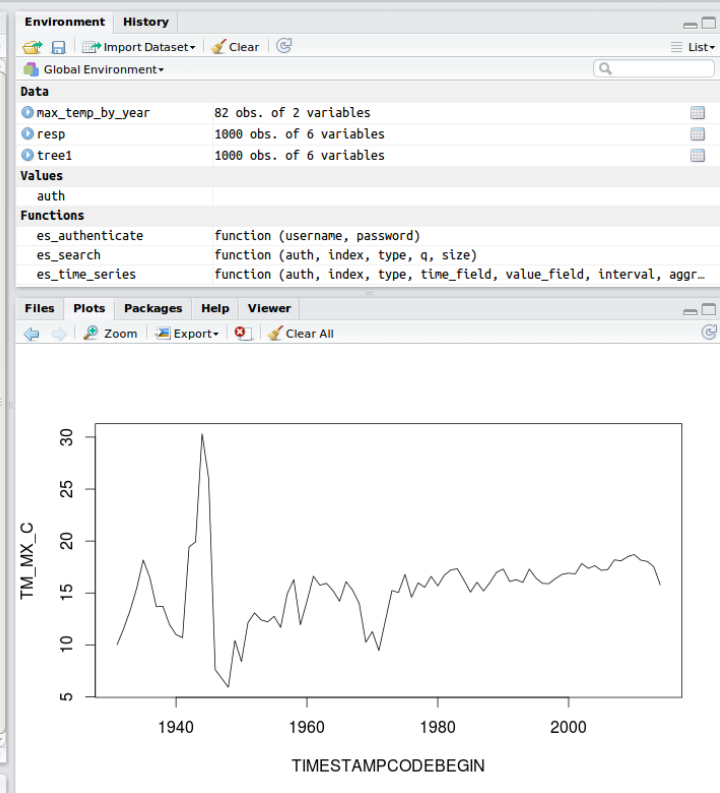 Environment History
Import Dataset Clear List
Global Environment
Data
max_temp_by_year 82 obs. of 2 variables
resp 1000 obs. of 6 variables
tree1 1000 obs. of 6 variables
Values
auth
Functions
es_authenticate function (username, password)
es_search function (auth, index, type, q, size)
es_time_series function (auth, index, type, time_field, value_field, interval, aggr…
Files Plots Packages Help Viewer
Zoom Export Clear All
30
25
20
15
10
5
TM_MX_C
1940 1960 1980 2000
TIMESTAMPCODEBEGIN